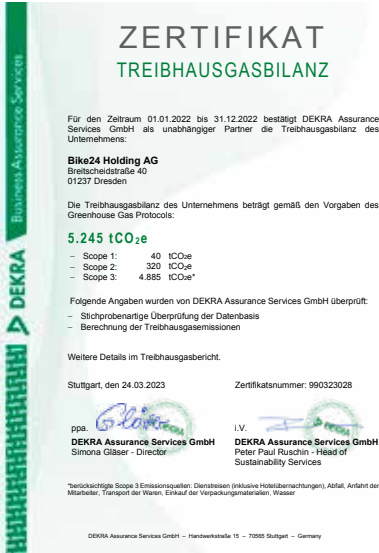 ZERTIFIKAT
TREIBHAUSGASBILANZ
Für den Zeitraum 01.01.2022 bis 31.12.2022 bestätigt DEKRA Assurance
Services GmbH als unabhängiger Partner die Treibhausgasbilanz des
Unternehmens:
Bike24 Holding AG
Breitscheidstraße 40
01237 Dresden
Die Treibhausgasbilanz des Unternehmens beträgt gemäß den Vorgaben des
Greenhouse Gas Protocols:
5.245 tCO₂e
– Scope 1: 40 tCO₂e
– Scope 2: 320 tCO₂e
– Scope 3: 4.885 tCO₂e*
Folgende Angaben wurden von DEKRA Assurance Services GmbH überprüft:
– Stichprobenartige Überprüfung der Datenbasis
– Berechnung der Treibhausgasemissionen
Weitere Details im Treibhausgasbericht.
Stuttgart, den 24.03.2023 Zertifikatsnummer: 990323028
ppa. i.V.
DEKRA Assurance Services GmbH DEKRA Assurance Services GmbH
Simona Gläser - Director Peter Paul Ruschin - Head of
Sustainability Services
*berücksichtigte Scope 3 Emissionsquellen: Dienstreisen (inklusive Hotelübernachtungen), Abfall, Anfahrt der
Mitarbeiter, Transport der Waren, Einkauf der Verpackungsmaterialien, Wasser
DEKRA Assurance Services GmbH – Handwerkstraße 15 – 70565 Stuttgart – Germany
DEKRA Business Assurance Services